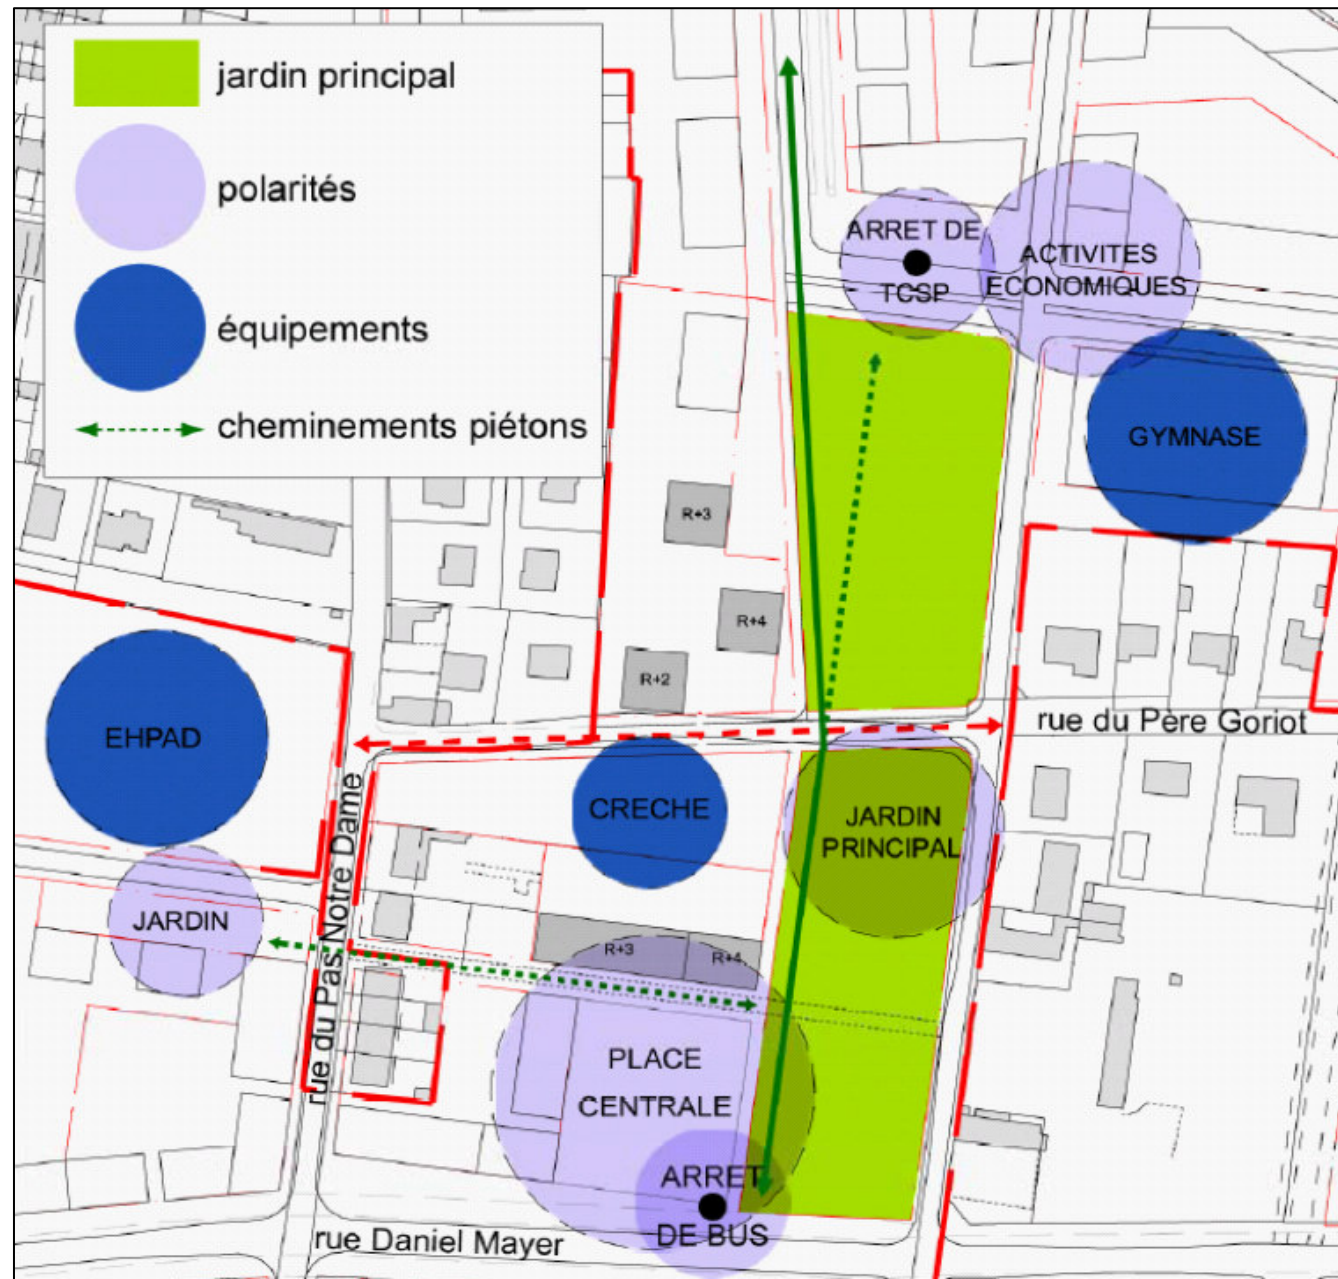 jardin principal
polarités
équipements
cheminements piétons
ARRET DE
TCSP
ACTIVITES
ECONOMIQUES
GYMNASE
R+3
R+4
R+2
rue du Père Goriot
EHPAD
CRECHE
JARDIN
PRINCIPAL
JARDIN
rue du Pas Notre Dame
R+3
R+4
PLACE
CENTRALE
ARRET
DE BUS
rue Daniel Mayer